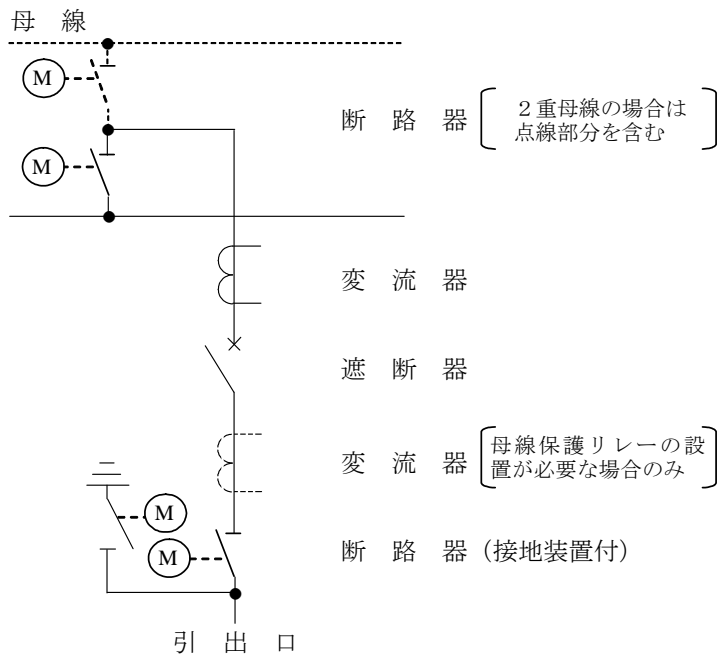 母 線
M
断 路 器
２重母線の場合は
点線部分を含む
M
変 流 器
遮 断 器
変 流 器
母線保護リレーの設
置が必要な場合のみ
M
M
断 路 器 (接地装置付)
引 出 口